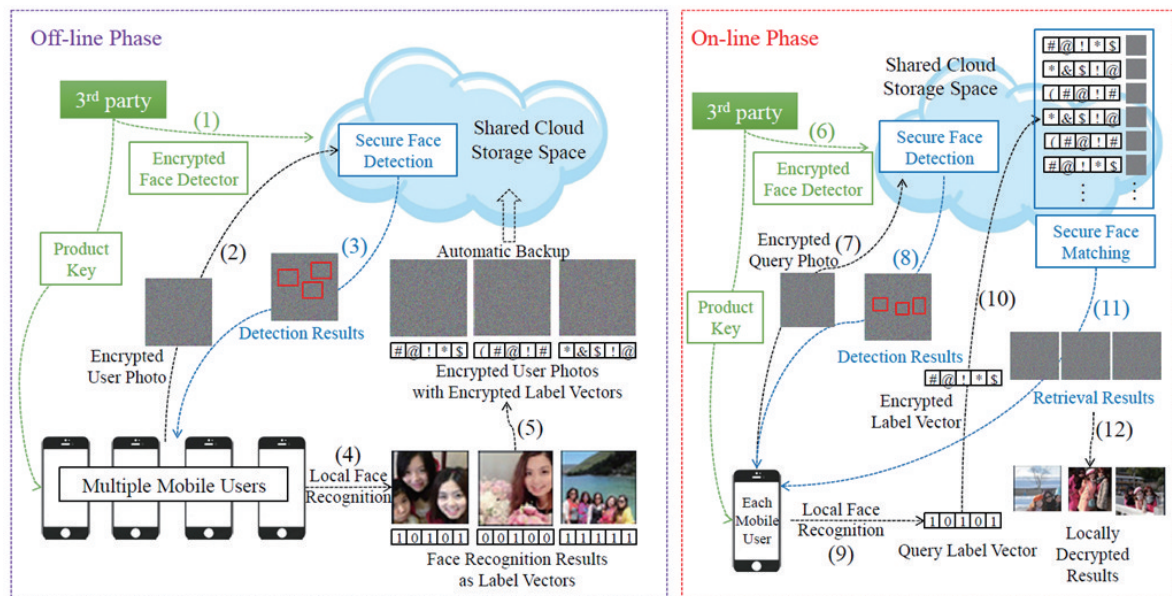 Off-line Phase
3rd party
(1)
Encrypted
Face Detector
Secure Face
Detection
Shared Cloud
Storage Space
Product
Key
(2)
(3)
Automatic Backup
Detection Results
Encrypted
User Photo
#@!*$
(#@!#
*&$!@
Encrypted User Photos
with Encrypted Label Vectors
(5)
Multiple Mobile Users
(4)
Local Face
Recognition
10101
00100
11111
Face Recognition Results
as Label Vectors
On-line Phase
3rd party
(6)
Encrypted
Face Detector
Shared Cloud
Storage Space
Secure Face
Detection
#@!*$
*&$!@
(#@!#
*&$!@
(#@!#
#@!*$
Secure Face
Matching
Product
Key
Encrypted
Query Photo
(7)
(8)
Detection Results
(10)
(11)
#@!*$
Encrypted
Label
Vector
Retrieval Results
(12)
Each
Mobile
User
Local Face
Recognition
(9)
10101
Query Label Vector
Locally
Decrypted
Results